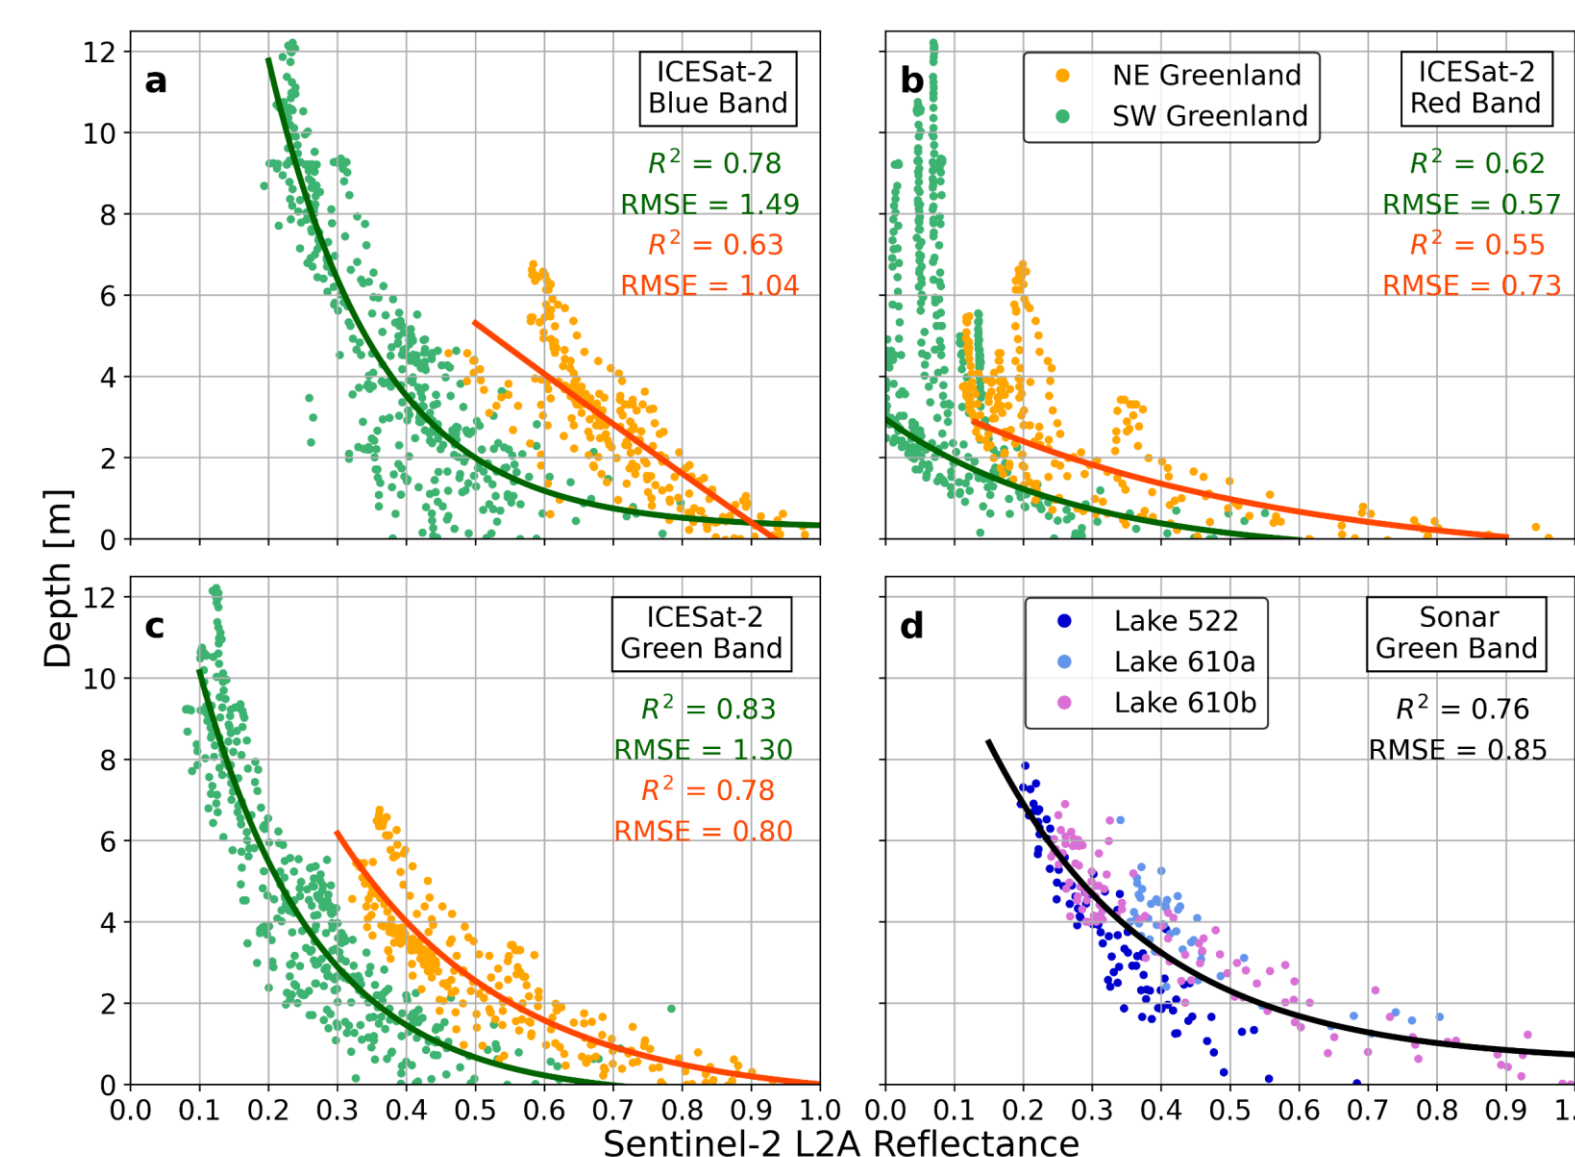 a
ICESat-2
Blue Band
R² = 0.78
RMSE = 1.49
R² = 0.63
RMSE = 1.04
12
10
8
6
4
2
0
b
NE Greenland
SW Greenland
ICESat-2
Red Band
R² = 0.62
RMSE = 0.57
R² = 0.55
RMSE = 0.73
Depth [m]
c
ICESat-2
Green Band
R² = 0.83
RMSE = 1.30
R² = 0.78
RMSE = 0.80
12
10
8
6
4
2
0
0.0 0.1 0.2 0.3 0.4 0.5 0.6 0.7 0.8 0.9 1.0
d
Lake 522
Lake 610a
Lake 610b
Sonar
Green Band
R² = 0.76
RMSE = 0.85
0.0 0.1 0.2 0.3 0.4 0.5 0.6 0.7 0.8 0.9 1.
Sentinel-2 L2A Reflectance